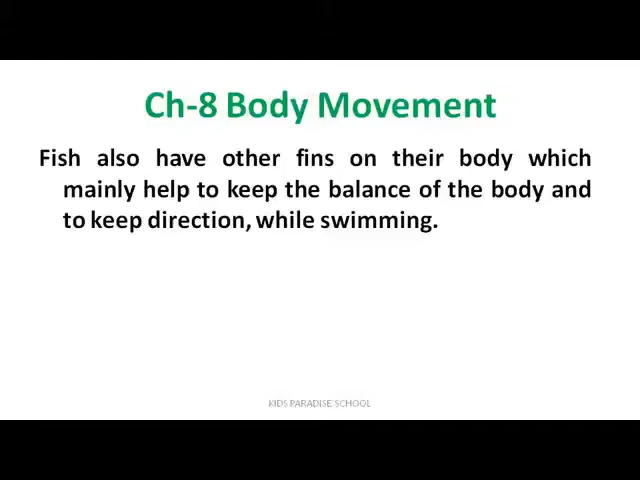 Ch-8 Body Movement
Fish also have other fins on their body which
mainly help to keep the balance of the body and
to keep direction, while swimming.
KIDS PARADISE SCHOOL